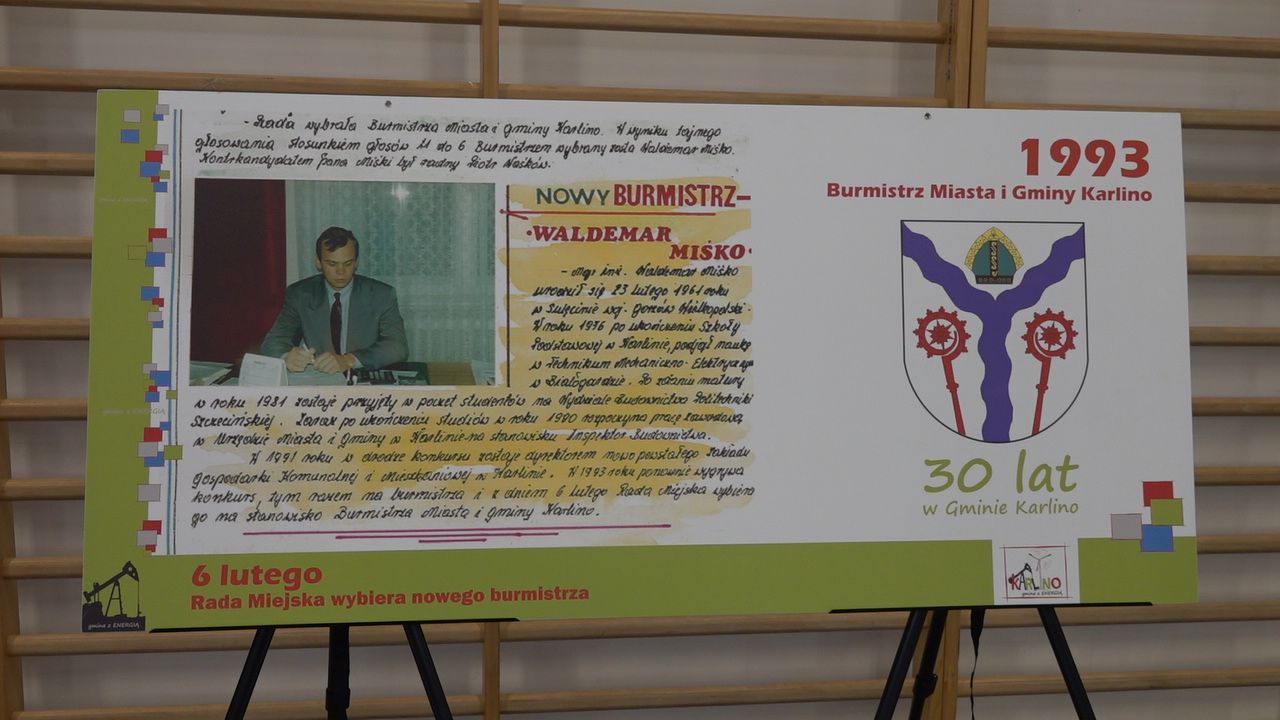 - Rada wybrała Burmistrza Miasta i gminy Karlino. W wyniku tajnego
głosowania stosunkiem głosów 11 do 6 Burmistrzem wybrany został Waldemar Miśko.
Kontrkandydatem pana Miśki był radny Piotr
NOWY BURMISTRZ-
·WALDEMAR
MIŚKO·
- Mgr inż. Waldemar Miśko
urodził się 23 lutego 1961 roku
w Sulęcinie woj. gorzów Wielkopolski.
W roku 1976 po ukończeniu Szkoły
Podstawowej w Karlinie, podjął naukę
w Technikum Mechaniczno-Elektrycznym
w Białogardzie. Po zdaniu matury
w roku 1981 zostaje przyjęty w poczet studentów na Wydziale Budownictwa Politechniki
Szczecińskiej. Zaraz po ukończeniu studiów w roku 1990 rozpoczyna pracę zawodową
w Urzędzie Miasta i gminy w Karlinie-na stanowisku Inspektor Budownictwa.
W 1991 roku w drodze konkursu zostaje dyrektorem nowo powstałego Zakładu
gospodarki Komunalnej i Mieszkaniowej w Karlinie. W 1993 roku ponownie wygrywa
konkurs, tym razem na burmistrza i z dniem 6 lutego Rada Miejska wybiera
go na stanowisko Burmistrza Miasta i gminy Karlino.
1993
Burmistrz Miasta i Gminy Karlino
30 lat
w Gminie Karlino
6 lutego
Rada Miejska wybiera nowego burmistrza
gmina z ENERGIĄ
KARLINO
gmina z ENERGIĄ